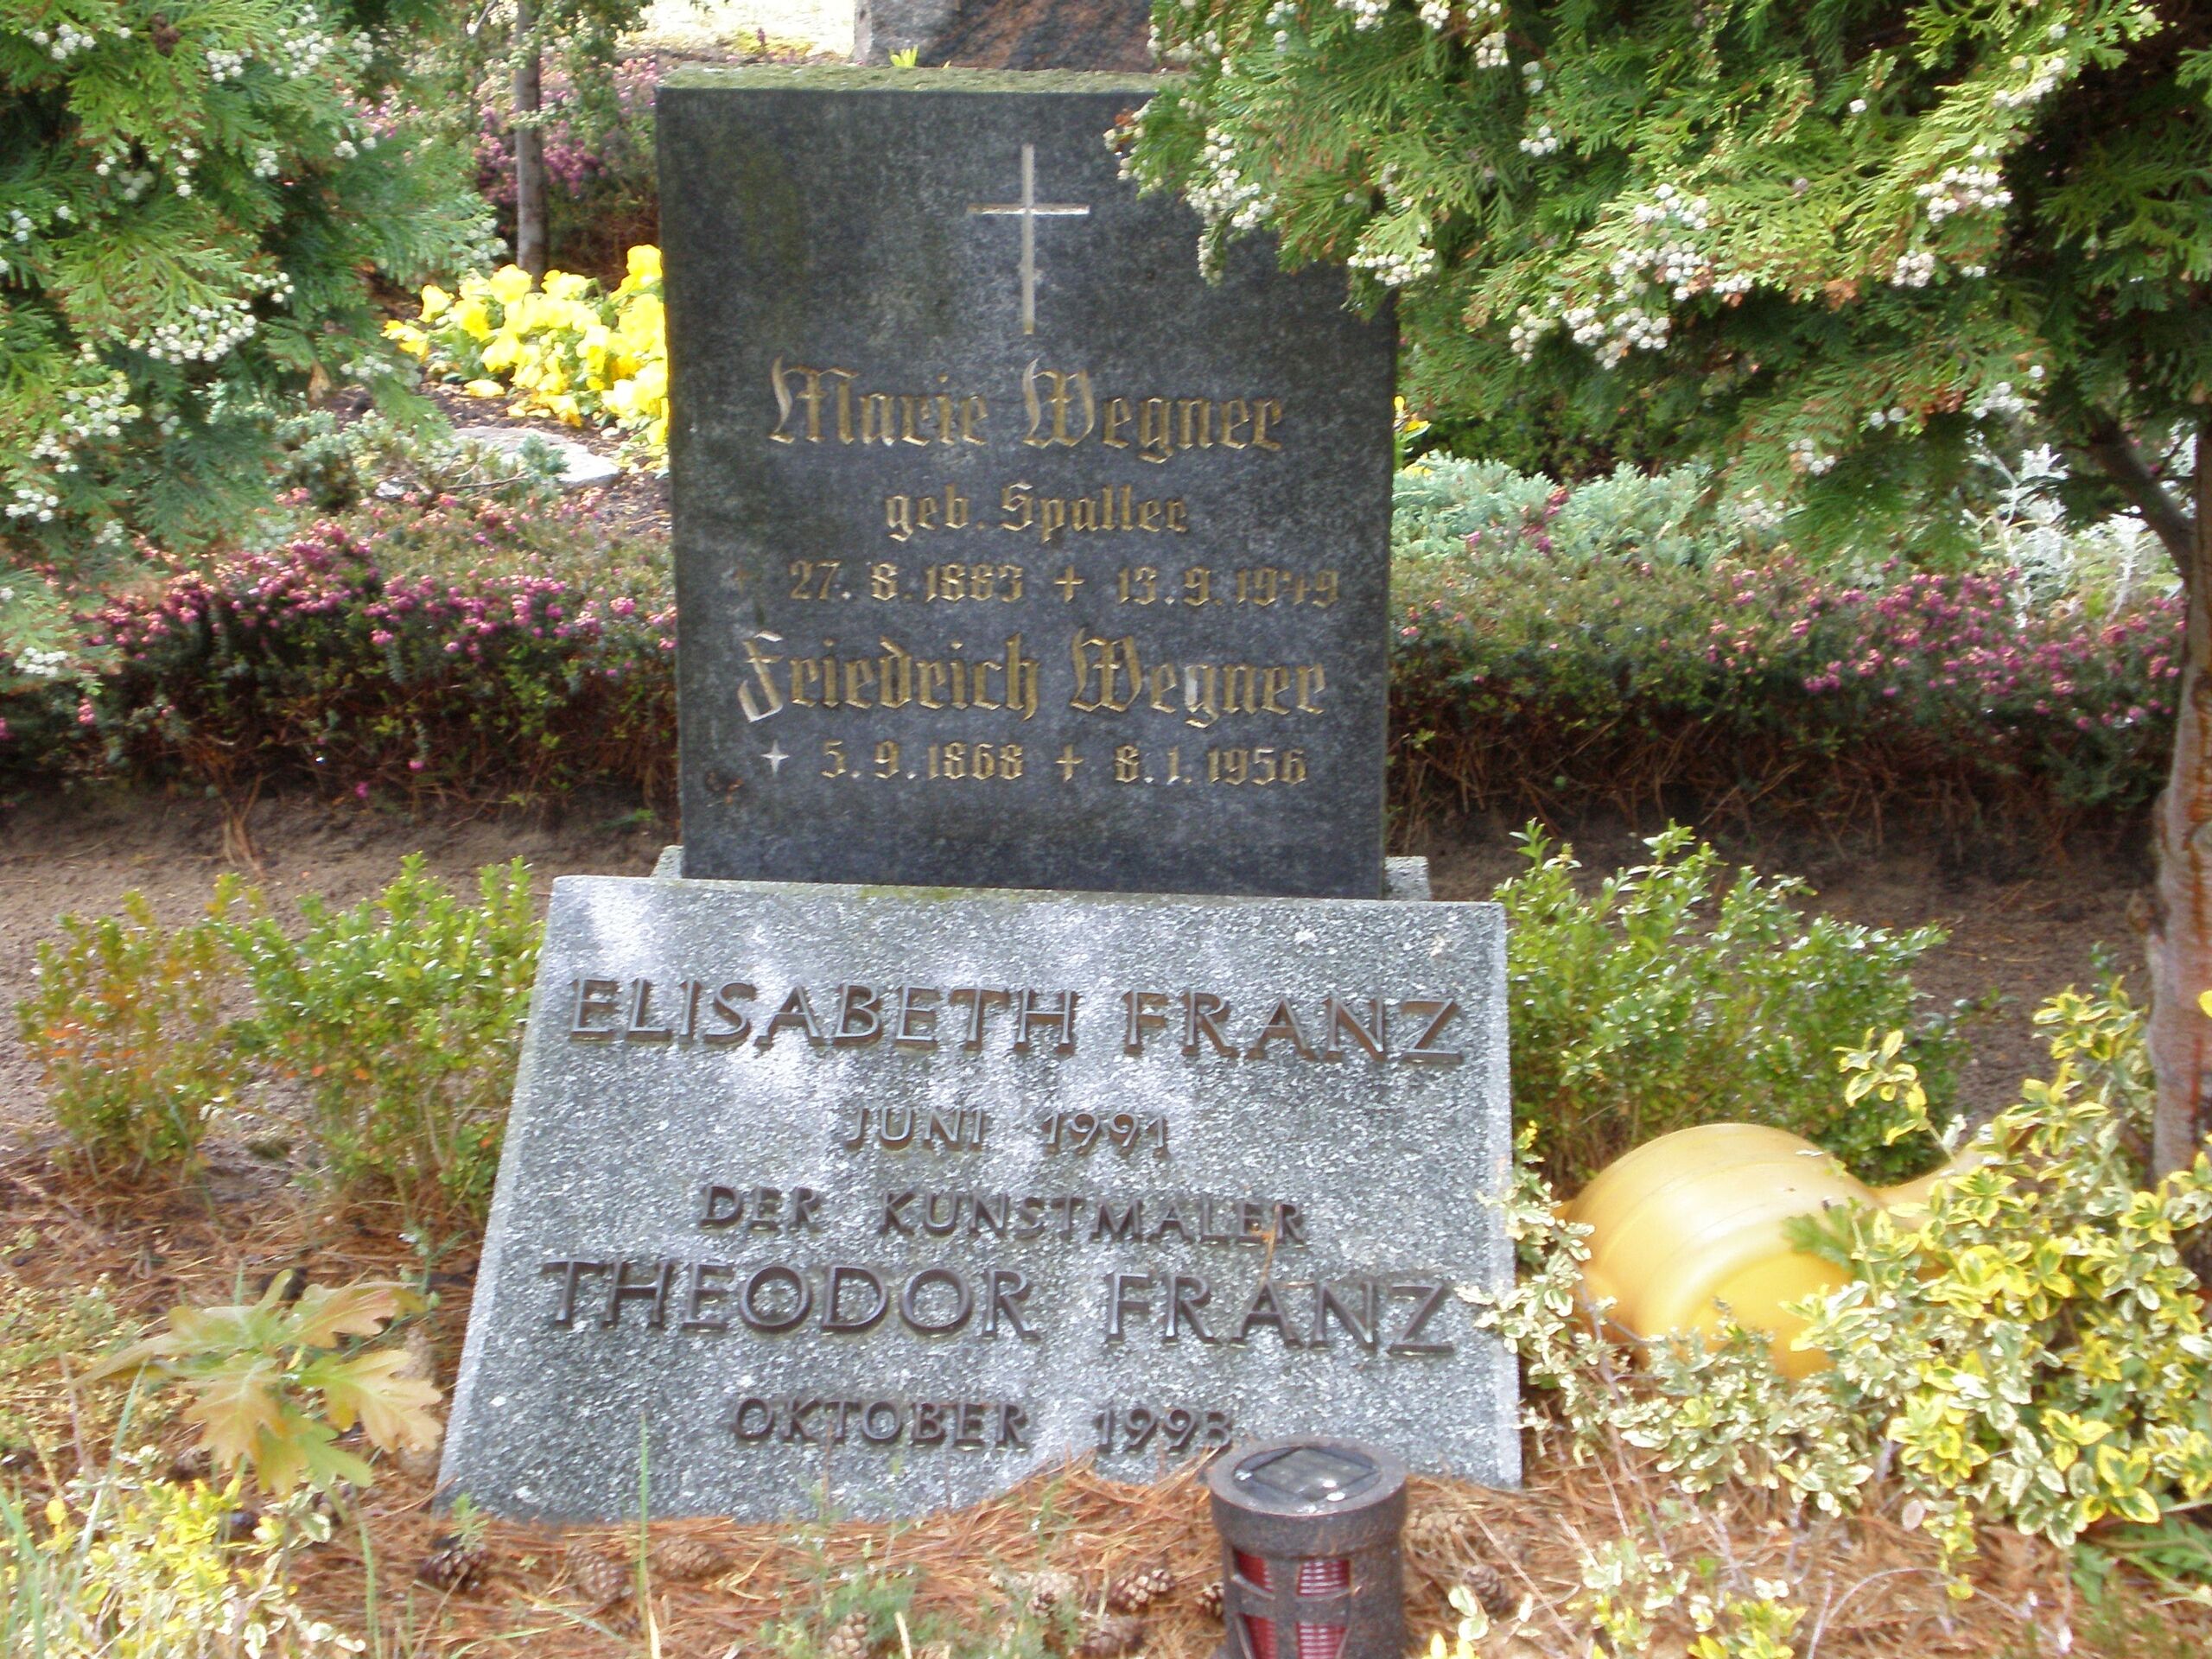 Marie Wegner
geb. Spaller
* 27. 8. 1883 + 13. 9. 1949
Friedrich Wegner
* 5. 9. 1868 + 8. 1. 1956
ELISABETH FRANZ
JUNI 1991
DER KUNSTMALER
THEODOR FRANZ
OKTOBER 1993